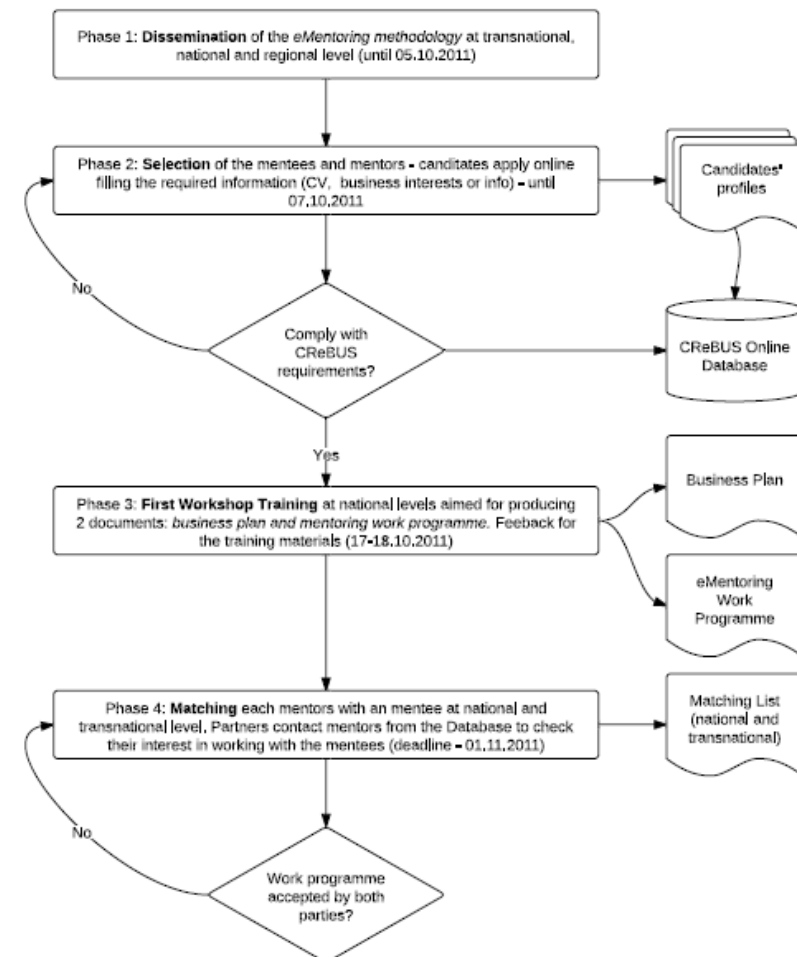 Phase 1: Dissemination of the eMentoring methodology at transnational,
national and regional level (until 05.10.2011)
Phase 2: Selection of the mentees and mentors - canditates apply online
filling the required information (CV, business interests or info) - until
07.10.2011
Candidates'
profiles
No
Comply with
CReBUS
requirements?
CReBUS Online
Database
Yes
Phase 3: First Workshop Training at national levels aimed for producing
2 documents: business plan and mentoring work programme. Feeback for
the training materials (17-18.10.2011)
Business Plan
eMentoring
Work
Programme
Phase 4: Matching each mentors with an mentee at national and
transnational level. Partners contact mentors from the Database to check
their interest in working with the mentees (deadline - 01.11.2011)
Matching List
(national and
transnational)
No
Work programme
accepted by both
parties?